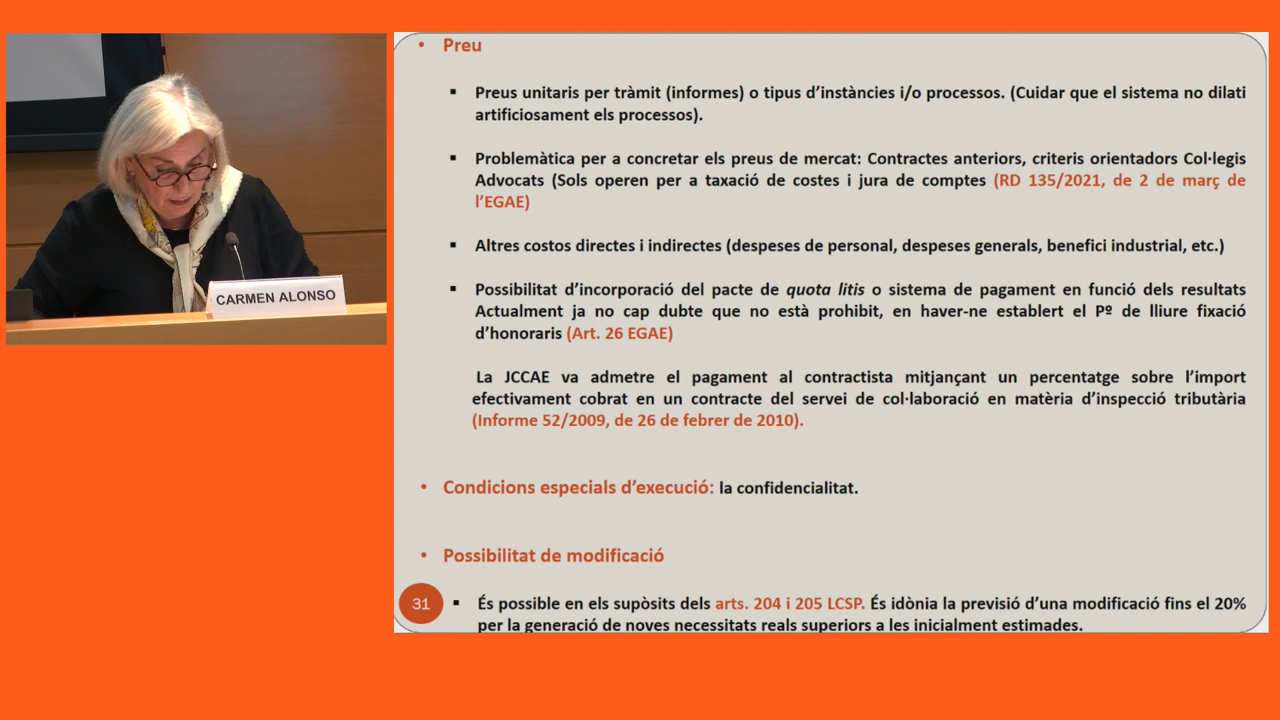 CARMEN ALONSO
• Preu
▪ Preus unitaris per tràmit (informes) o tipus d’instàncies i/o processos. (Cuidar que el sistema no dilati
artificiosament els processos).
▪ Problemàtica per a concretar els preus de mercat: Contractes anteriors, criteris orientadors Col·legis
Advocats (Sols operen per a taxació de costes i jura de comptes (RD 135/2021, de 2 de març de
l’EGAE)
▪ Altres costos directes i indirectes (despeses de personal, despeses generals, benefici industrial, etc.)
▪ Possibilitat d’incorporació del pacte de quota litis o sistema de pagament en funció dels resultats
Actualment ja no cap dubte que no està prohibit, en haver-ne establert el Pº de lliure fixació
d’honoraris (Art. 26 EGAE)
La JCCAE va admetre el pagament al contractista mitjançant un percentatge sobre l’import
efectivament cobrat en un contracte del servei de col·laboració en matèria d’inspecció tributària
(Informe 52/2009, de 26 de febrer de 2010).
• Condicions especials d’execució: la confidencialitat.
• Possibilitat de modificació
31
▪ És possible en els supòsits dels arts. 204 i 205 LCSP. És idònia la previsió d’una modificació fins el 20%
per la generació de noves necessitats reals superiors a les inicialment estimades.